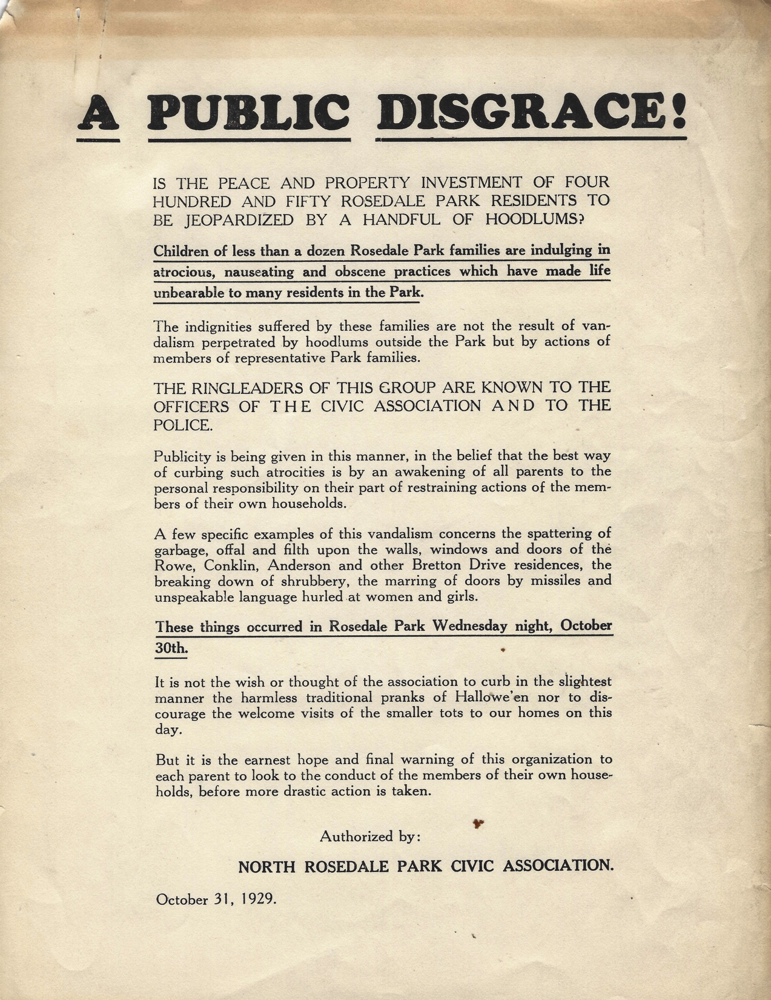 A PUBLIC DISGRACE!
IS THE PEACE AND PROPERTY INVESTMENT OF FOUR
HUNDRED AND FIFTY ROSEDALE PARK RESIDENTS TO
BE JEOPARDIZED BY A HANDFUL OF HOODLUMS?
Children of less than a dozen Rosedale Park families are indulging in
atrocious, nauseating and obscene practices which have made life
unbearable to many residents in the Park.
The indignities suffered by these families are not the result of van-
dalism perpetrated by hoodlums outside the Park but by actions of
members of representative Park families.
THE RINGLEADERS OF THIS GROUP ARE KNOWN TO THE
OFFICERS OF THE CIVIC ASSOCIATION AND TO THE
POLICE.
Publicity is being given in this manner, in the belief that the best way
of curbing such atrocities is by an awakening of all parents to the
personal responsibility on their part of restraining actions of the mem-
bers of their own households.
A few specific examples of this vandalism concerns the spattering of
garbage, offal and filth upon the walls, windows and doors of the
Rowe, Conklin, Anderson and other Bretton Drive residences, the
breaking down of shrubbery, the marring of doors by missiles and
unspeakable language hurled at women and girls.
These things occurred in Rosedale Park Wednesday night, October
30th.
It is not the wish or thought of the association to curb in the slightest
manner the harmless traditional pranks of Hallowe'en nor to dis-
courage the welcome visits of the smaller tots to our homes on this
day.
But it is the earnest hope and final warning of this organization to
each parent to look to the conduct of the members of their own house-
holds, before more drastic action is taken.
Authorized by:
NORTH ROSEDALE PARK CIVIC ASSOCIATION.
October 31, 1929.